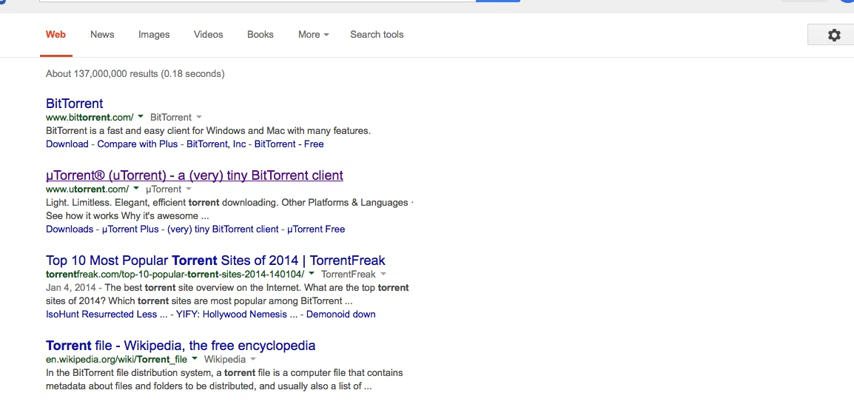 Web News Images Videos Books More Search tools
About 137,000,000 results (0.18 seconds)
BitTorrent
www.bittorrent.com/ BitTorrent
BitTorrent is a fast and easy client for Windows and Mac with many features.
Download - Compare with Plus - BitTorrent, Inc - BitTorrent - Free
µTorrent® (uTorrent) - a (very) tiny BitTorrent client
www.utorrent.com/ µTorrent
Light. Limitless. Elegant, efficient torrent downloading. Other Platforms & Languages ·
See how it works Why it's awesome ...
Downloads - µTorrent Plus - (very) tiny BitTorrent client - µTorrent Free
Top 10 Most Popular Torrent Sites of 2014 | TorrentFreak
torrentfreak.com/top-10-popular-torrent-sites-2014-140104/ TorrentFreak
Jan 4, 2014 - The best torrent site overview on the Internet. What are the top torrent
sites of 2014? Which torrent sites are most popular among BitTorrent ...
IsoHunt Resurrected Less ... - YIFY: Hollywood Nemesis ... - Demonoid down
Torrent file - Wikipedia, the free encyclopedia
en.wikipedia.org/wiki/Torrent_file Wikipedia
In the BitTorrent file distribution system, a torrent file is a computer file that contains
metadata about files and folders to be distributed, and usually also a list of ...